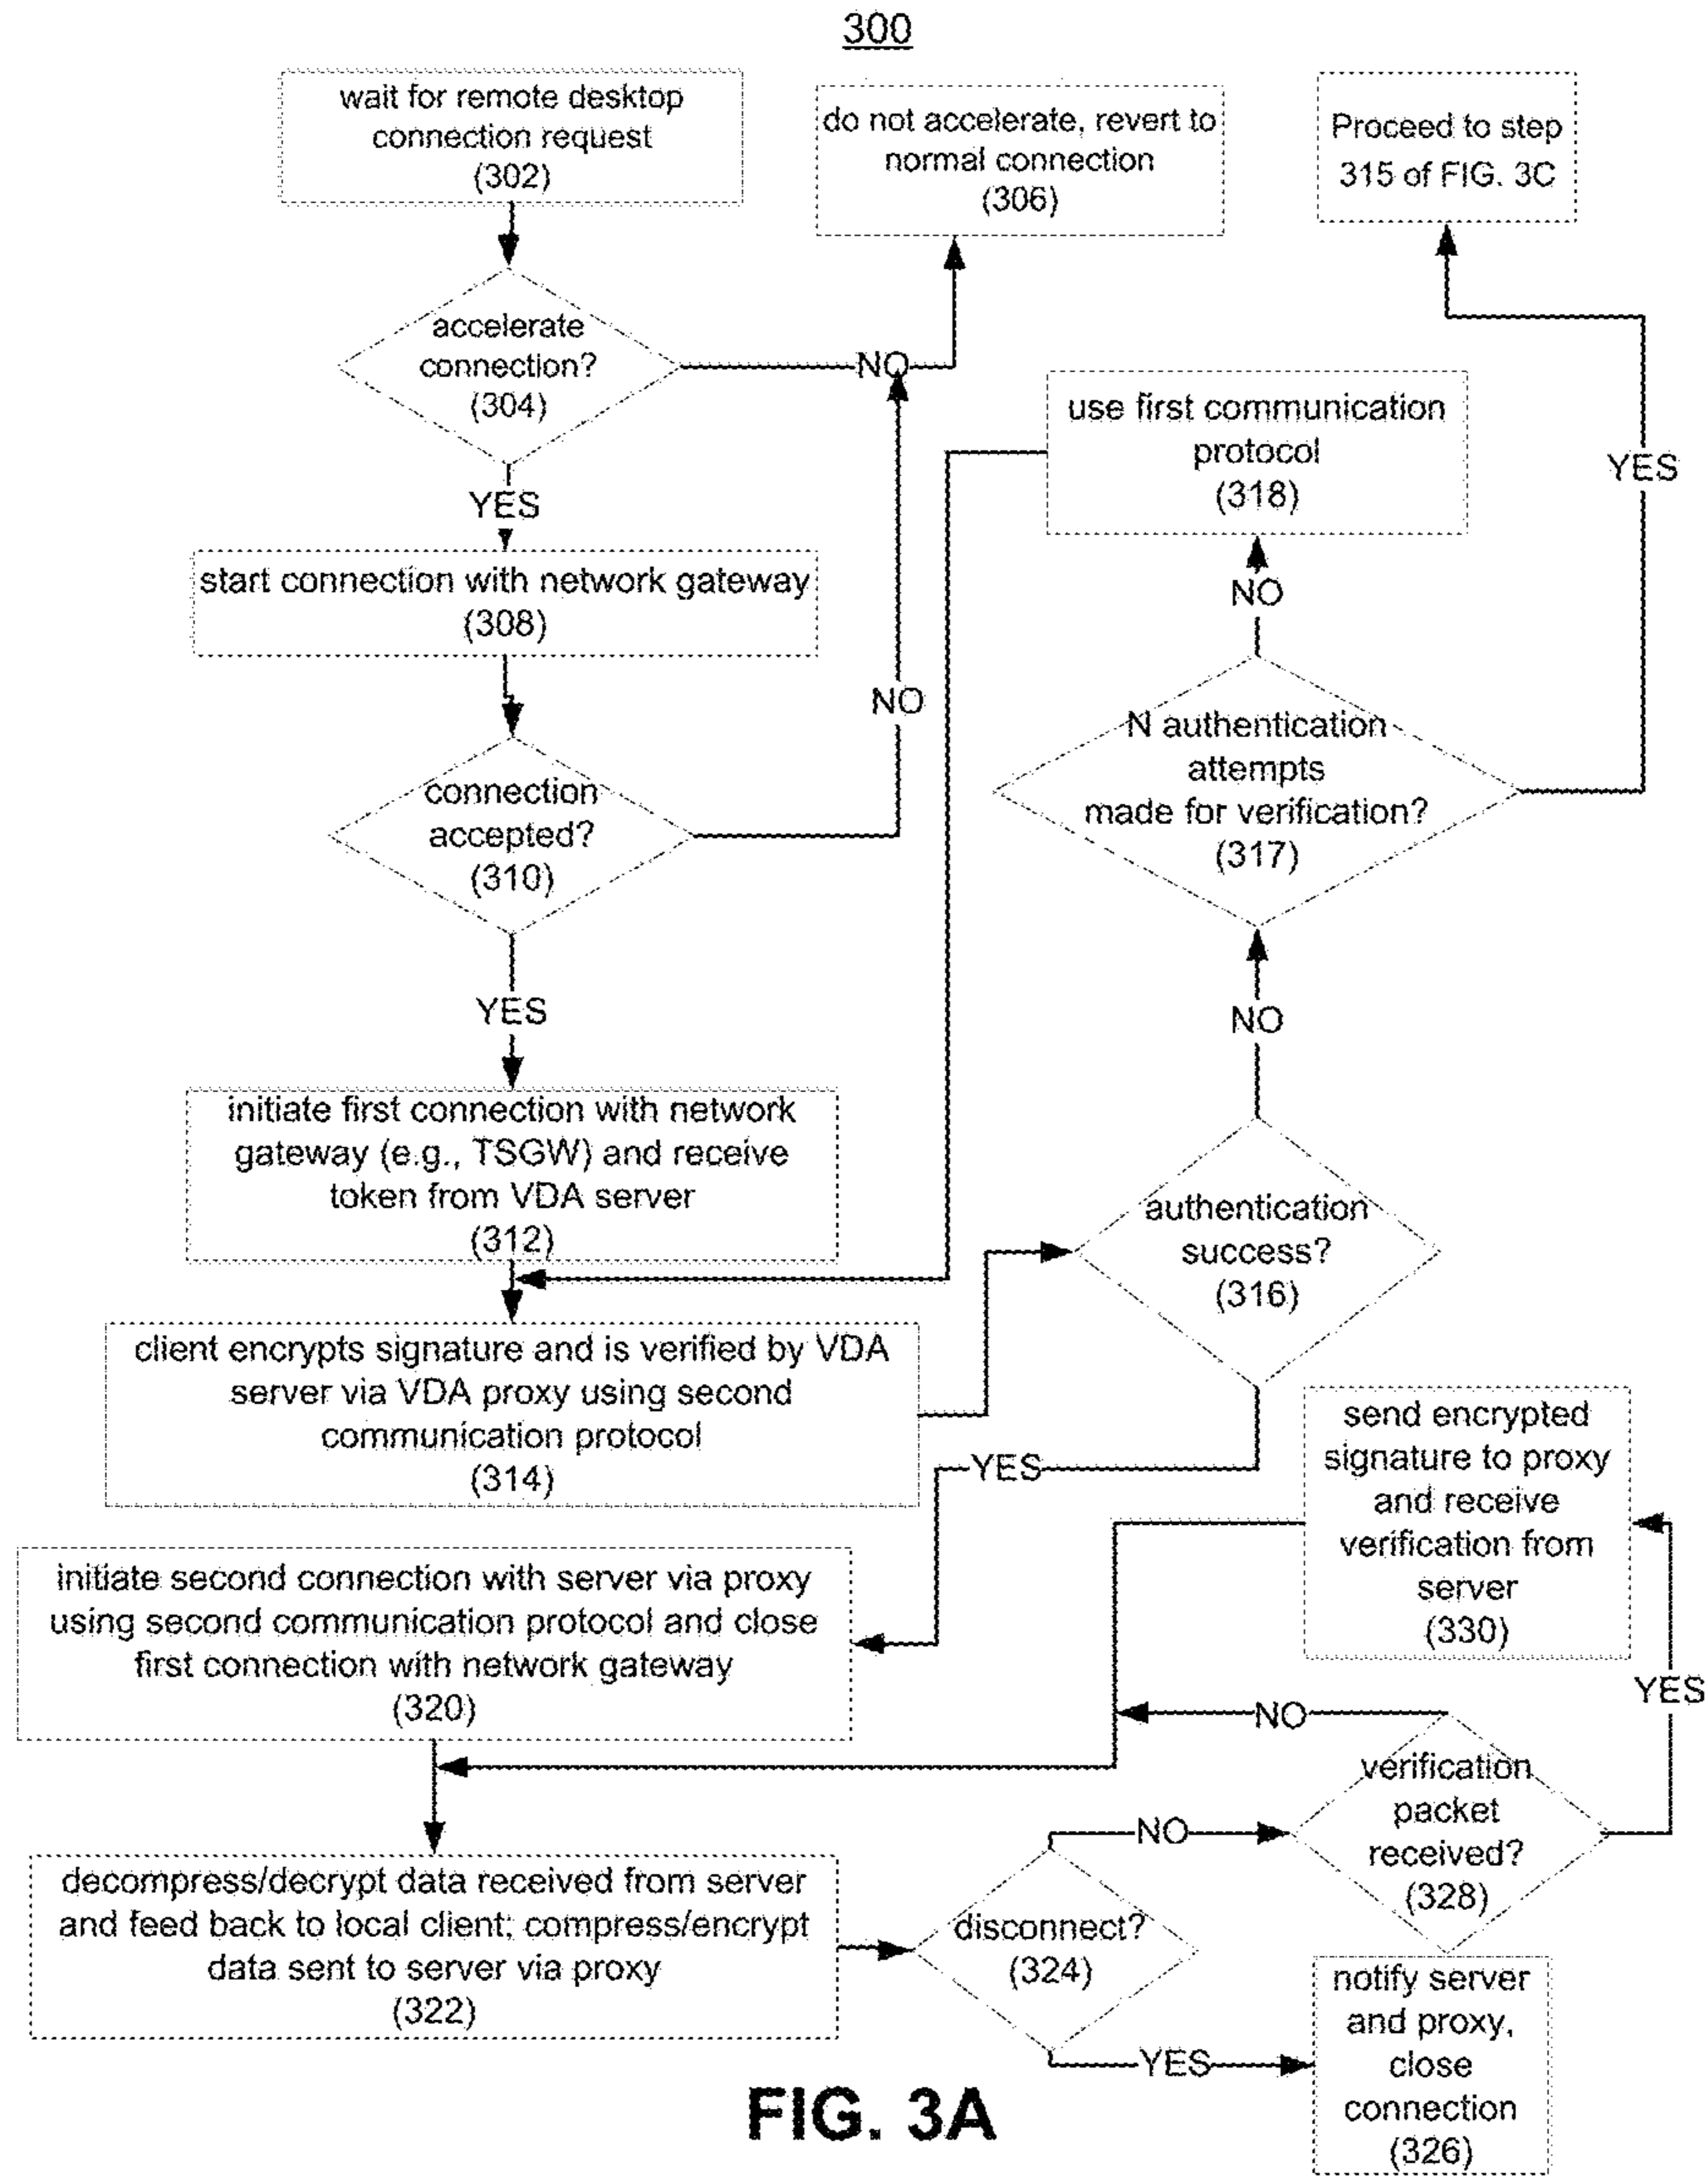 300
wait for remote desktop
connection request
(302)
do not accelerate, revert to
normal connection
(306)
Proceed to step
315 of FIG. 3C
accelerate
connection?
(304)
NO
YES
use first communication
protocol
(318)
YES
start connection with network gateway
(308)
NO
NO
connection
accepted?
(310)
N authentication
attempts
made for verification?
(317)
YES
NO
initiate first connection with network
gateway (e.g., TSGW) and receive
token from VDA server
(312)
authentication
success?
(316)
client encrypts signature and is verified by VDA
server via VDA proxy using second
communication protocol
(314)
YES
send encrypted
signature to proxy
and receive
verification from
server
(330)
initiate second connection with server via proxy
using second communication protocol and close
first connection with network gateway
(320)
YES
NO
verification
packet
received?
(328)
NO
decompress/decrypt data received from server
and feed back to local client; compress/encrypt
data sent to server via proxy
(322)
disconnect?
(324)
YES
notify server
and proxy,
close
connection
(326)
FIG. 3A